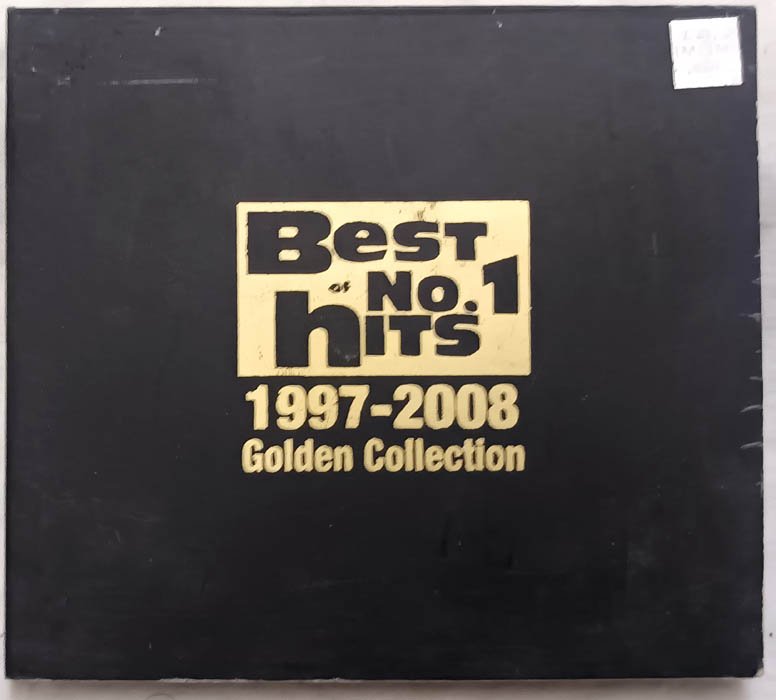 Best
of No.1
hITS
1997-2008
Golden Collection